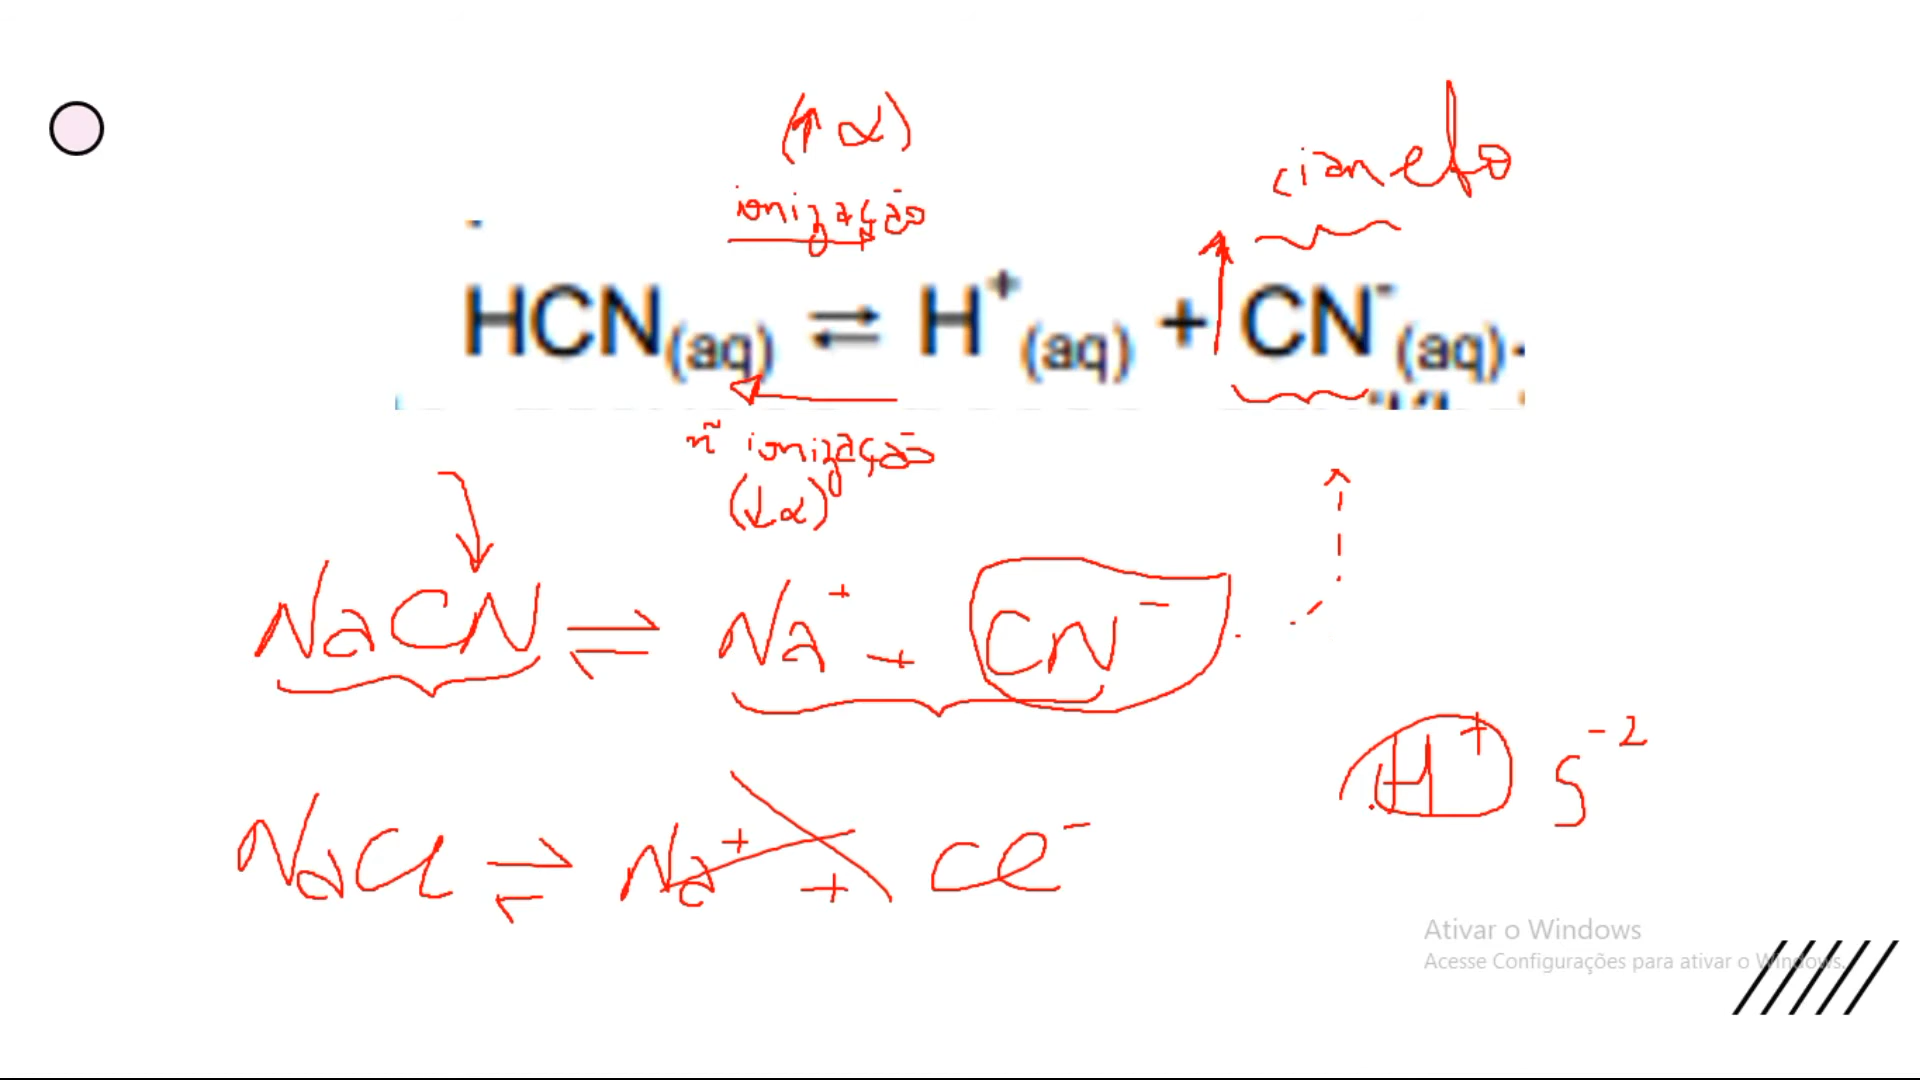 (↑ α)
cianeto
ionização
HCN(aq) ⇌ H⁺(aq) + CN⁻(aq).
ñ ionização
(↓α)
NaCN ⇌ Na⁺ + CN⁻
H⁺ S⁻²
NaCl ⇌ Na⁺ + Cl⁻
Ativar o Windows
Acesse Configurações para ativar o Windows.